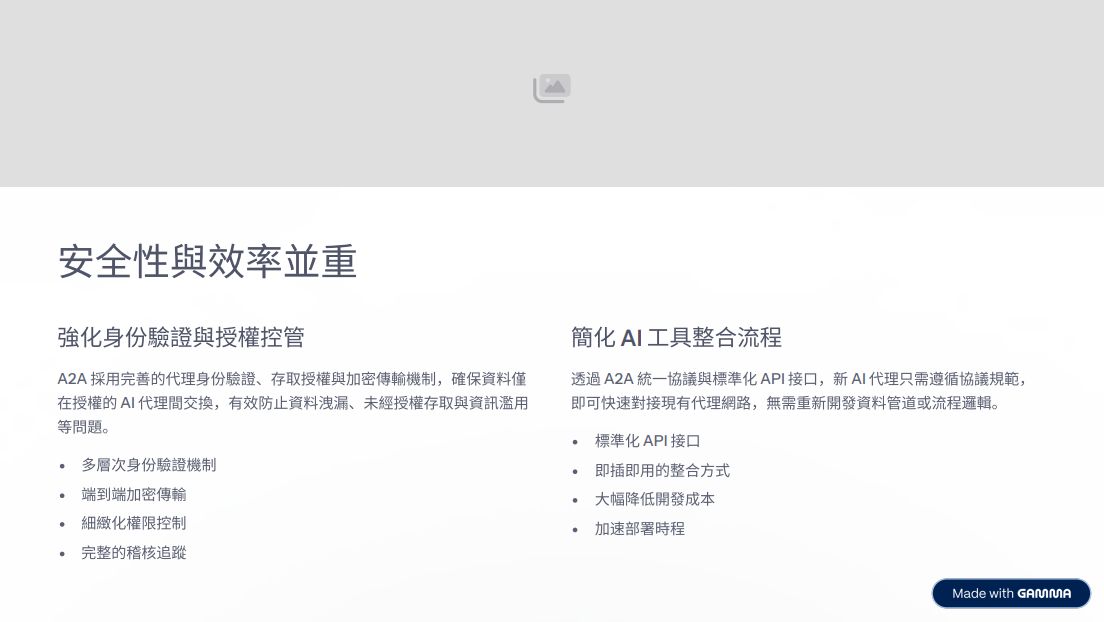 安全性與效率並重
強化身份驗證與授權控管
A2A 採用完善的代理身份驗證、存取授權與加密傳輸機制，確保資料僅
在授權的 AI 代理間交換，有效防止資料洩漏、未經授權存取與資訊濫用
等問題。
• 多層次身份驗證機制
• 端到端加密傳輸
• 細緻化權限控制
• 完整的稽核追蹤
簡化 AI 工具整合流程
透過 A2A 統一協議與標準化 API 接口，新 AI 代理只需遵循協議規範，
即可快速對接現有代理網路，無需重新開發資料管道或流程邏輯。
• 標準化 API 接口
• 即插即用的整合方式
• 大幅降低開發成本
• 加速部署時程
Made with GAMMA